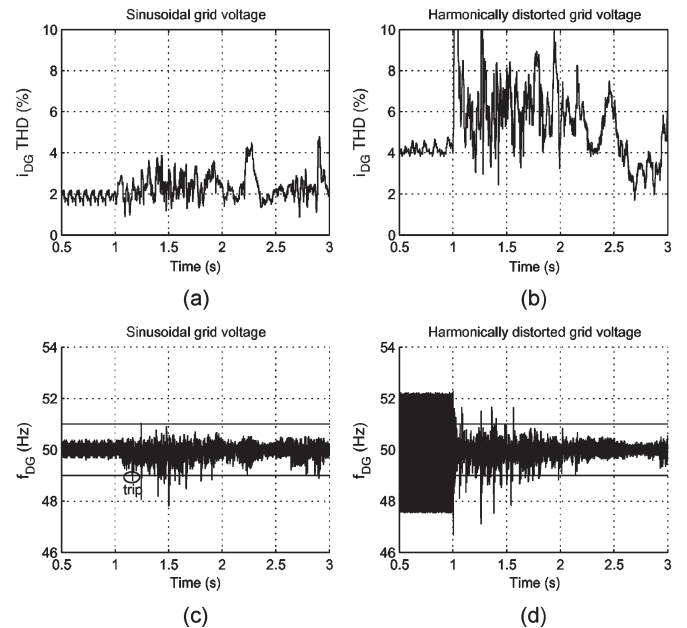 Sinusoidal grid voltage
10
8
6
4
2
0
0.5 1 1.5 2 2.5 3
i_DG THD (%)
Time (s)
(a)
Harmonically distorted grid voltage
10
8
6
4
2
0
0.5 1 1.5 2 2.5 3
i_DG THD (%)
Time (s)
(b)
Sinusoidal grid voltage
54
52
50
48
46
0.5 1 1.5 2 2.5 3
f_DG (Hz)
trip
Time (s)
(c)
Harmonically distorted grid voltage
54
52
50
48
46
0.5 1 1.5 2 2.5 3
f_DG (Hz)
Time (s)
(d)